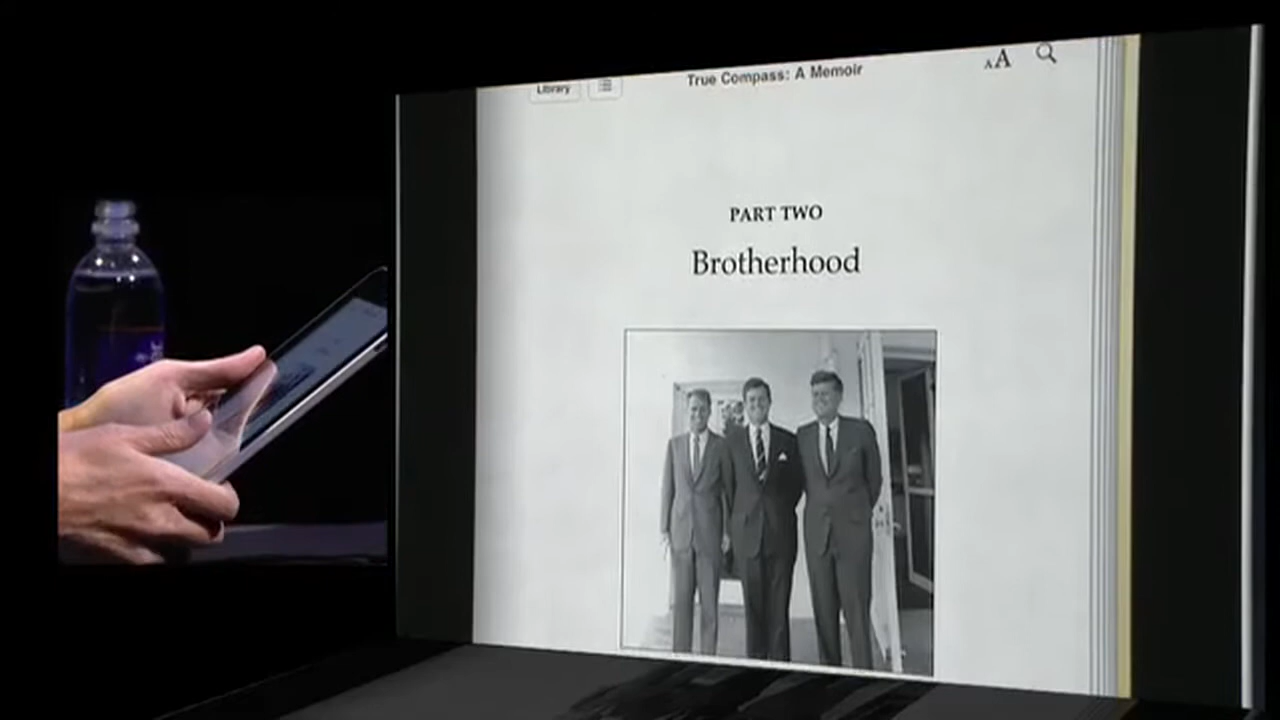 Library
True Compass: A Memoir
AA
PART TWO
Brotherhood